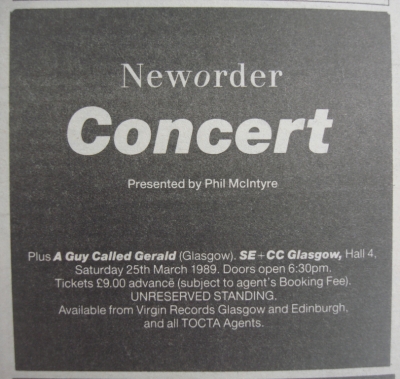 Neworder
Concert
Presented by Phil McIntyre
Plus A Guy Called Gerald (Glasgow). SE+CC Glasgow, Hall 4,
Saturday 25th March 1989. Doors open 6:30pm.
Tickets £9.00 advance (subject to agent's Booking Fee).
UNRESERVED STANDING.
Available from Virgin Records Glasgow and Edinburgh,
and all TOCTA Agents.